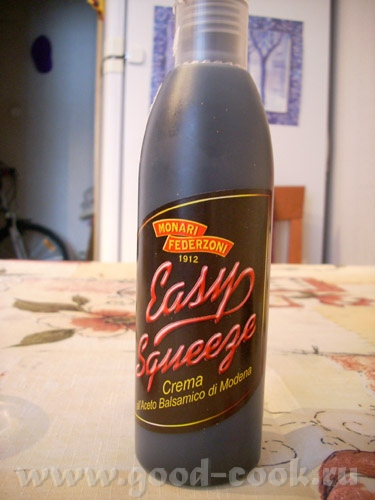 MONARI
FEDERZONI
1912
Easy
Squeeze
Crema
all'Aceto Balsamico di Modena
www.good-cook.ru